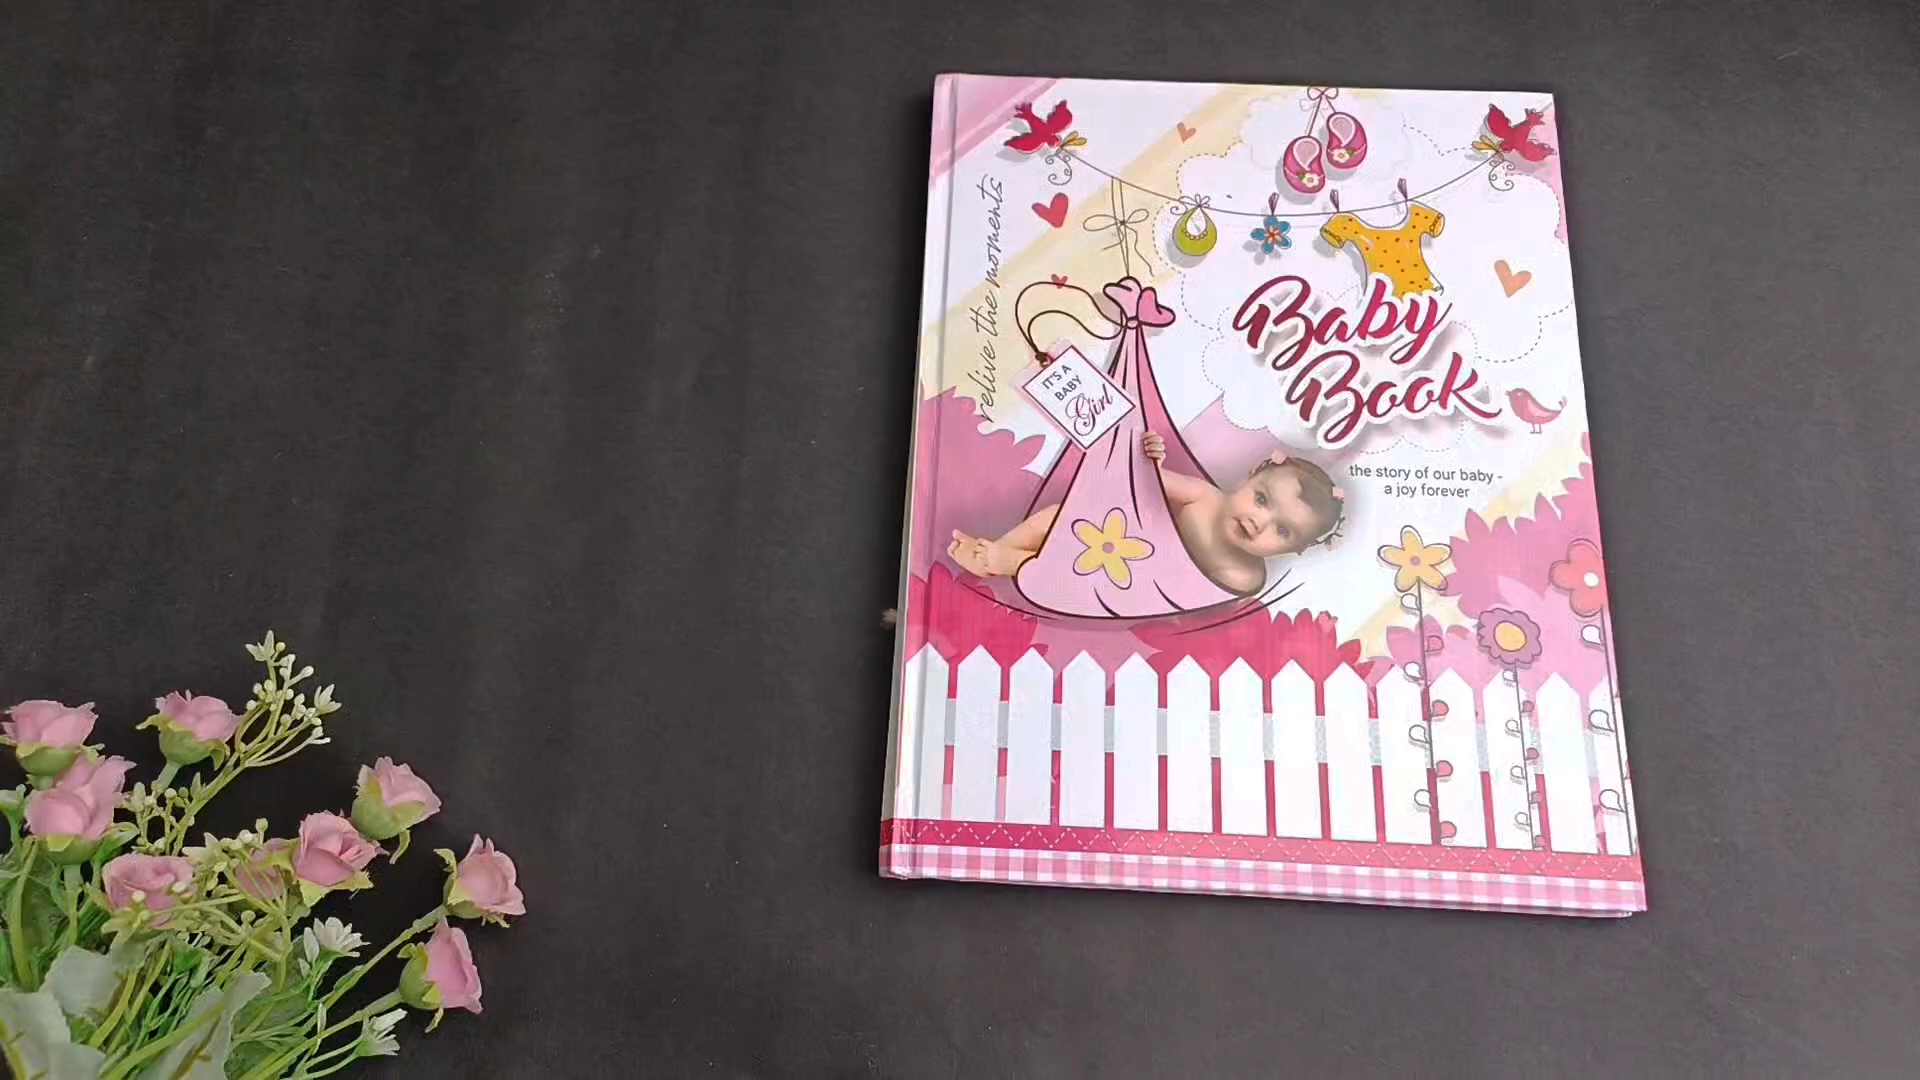 relive the moments
IT'S A
BABY
Girl
Baby
Book
the story of our baby -
a joy forever